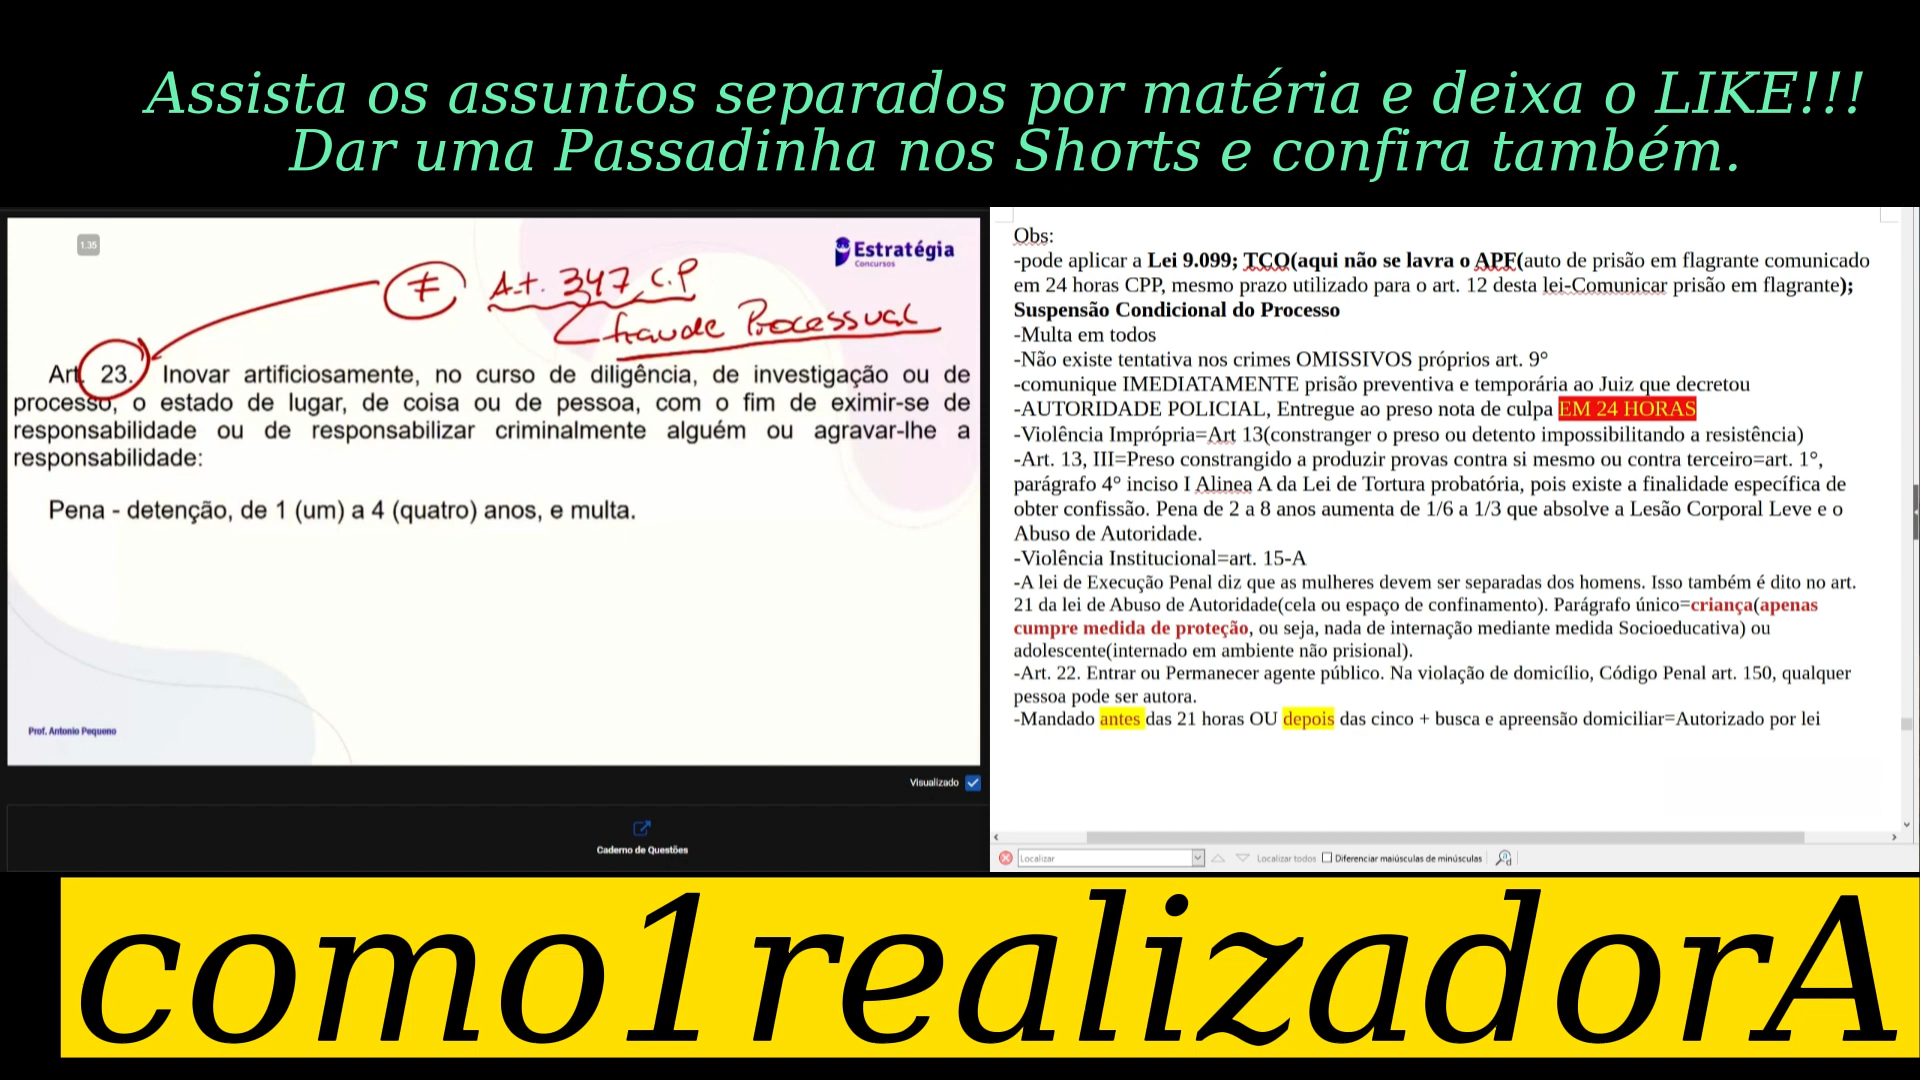 Assista os assuntos separados por matéria e deixa o LIKE!!!
Dar uma Passadinha nos Shorts e confira também.
1.35
Estratégia
Concursos
≠ Art. 347 C.P
fraude Processual
Art. 23. Inovar artificiosamente, no curso de diligência, de investigação ou de
processo, o estado de lugar, de coisa ou de pessoa, com o fim de eximir-se de
responsabilidade ou de responsabilizar criminalmente alguém ou agravar-lhe a
responsabilidade:
Pena - detenção, de 1 (um) a 4 (quatro) anos, e multa.
Prof. Antonio Pequeno
Visualizado
Caderno de Questões
Obs:
-pode aplicar a Lei 9.099; TCO(aqui não se lavra o APF(auto de prisão em flagrante comunicado
em 24 horas CPP, mesmo prazo utilizado para o art. 12 desta lei-Comunicar prisão em flagrante);
Suspensão Condicional do Processo
-Multa em todos
-Não existe tentativa nos crimes OMISSIVOS próprios art. 9°
-comunique IMEDIATAMENTE prisão preventiva e temporária ao Juiz que decretou
-AUTORIDADE POLICIAL, Entregue ao preso nota de culpa EM 24 HORAS
-Violência Imprópria=Art 13(constranger o preso ou detento impossibilitando a resistência)
-Art. 13, III=Preso constrangido a produzir provas contra si mesmo ou contra terceiro=art. 1°,
parágrafo 4° inciso I Alinea A da Lei de Tortura probatória, pois existe a finalidade específica de
obter confissão. Pena de 2 a 8 anos aumenta de 1/6 a 1/3 que absolve a Lesão Corporal Leve e o
Abuso de Autoridade.
-Violência Institucional=art. 15-A
-A lei de Execução Penal diz que as mulheres devem ser separadas dos homens. Isso também é dito no art.
21 da lei de Abuso de Autoridade(cela ou espaço de confinamento). Parágrafo único=criança(apenas
cumpre medida de proteção, ou seja, nada de internação mediante medida Socioeducativa) ou
adolescente(internado em ambiente não prisional).
-Art. 22. Entrar ou Permanecer agente público. Na violação de domicílio, Código Penal art. 150, qualquer
pessoa pode ser autora.
-Mandado antes das 21 horas OU depois das cinco + busca e apreensão domiciliar=Autorizado por lei
Localizar
Localizar todos
Diferenciar maiúsculas de minúsculas
como1realizadorA